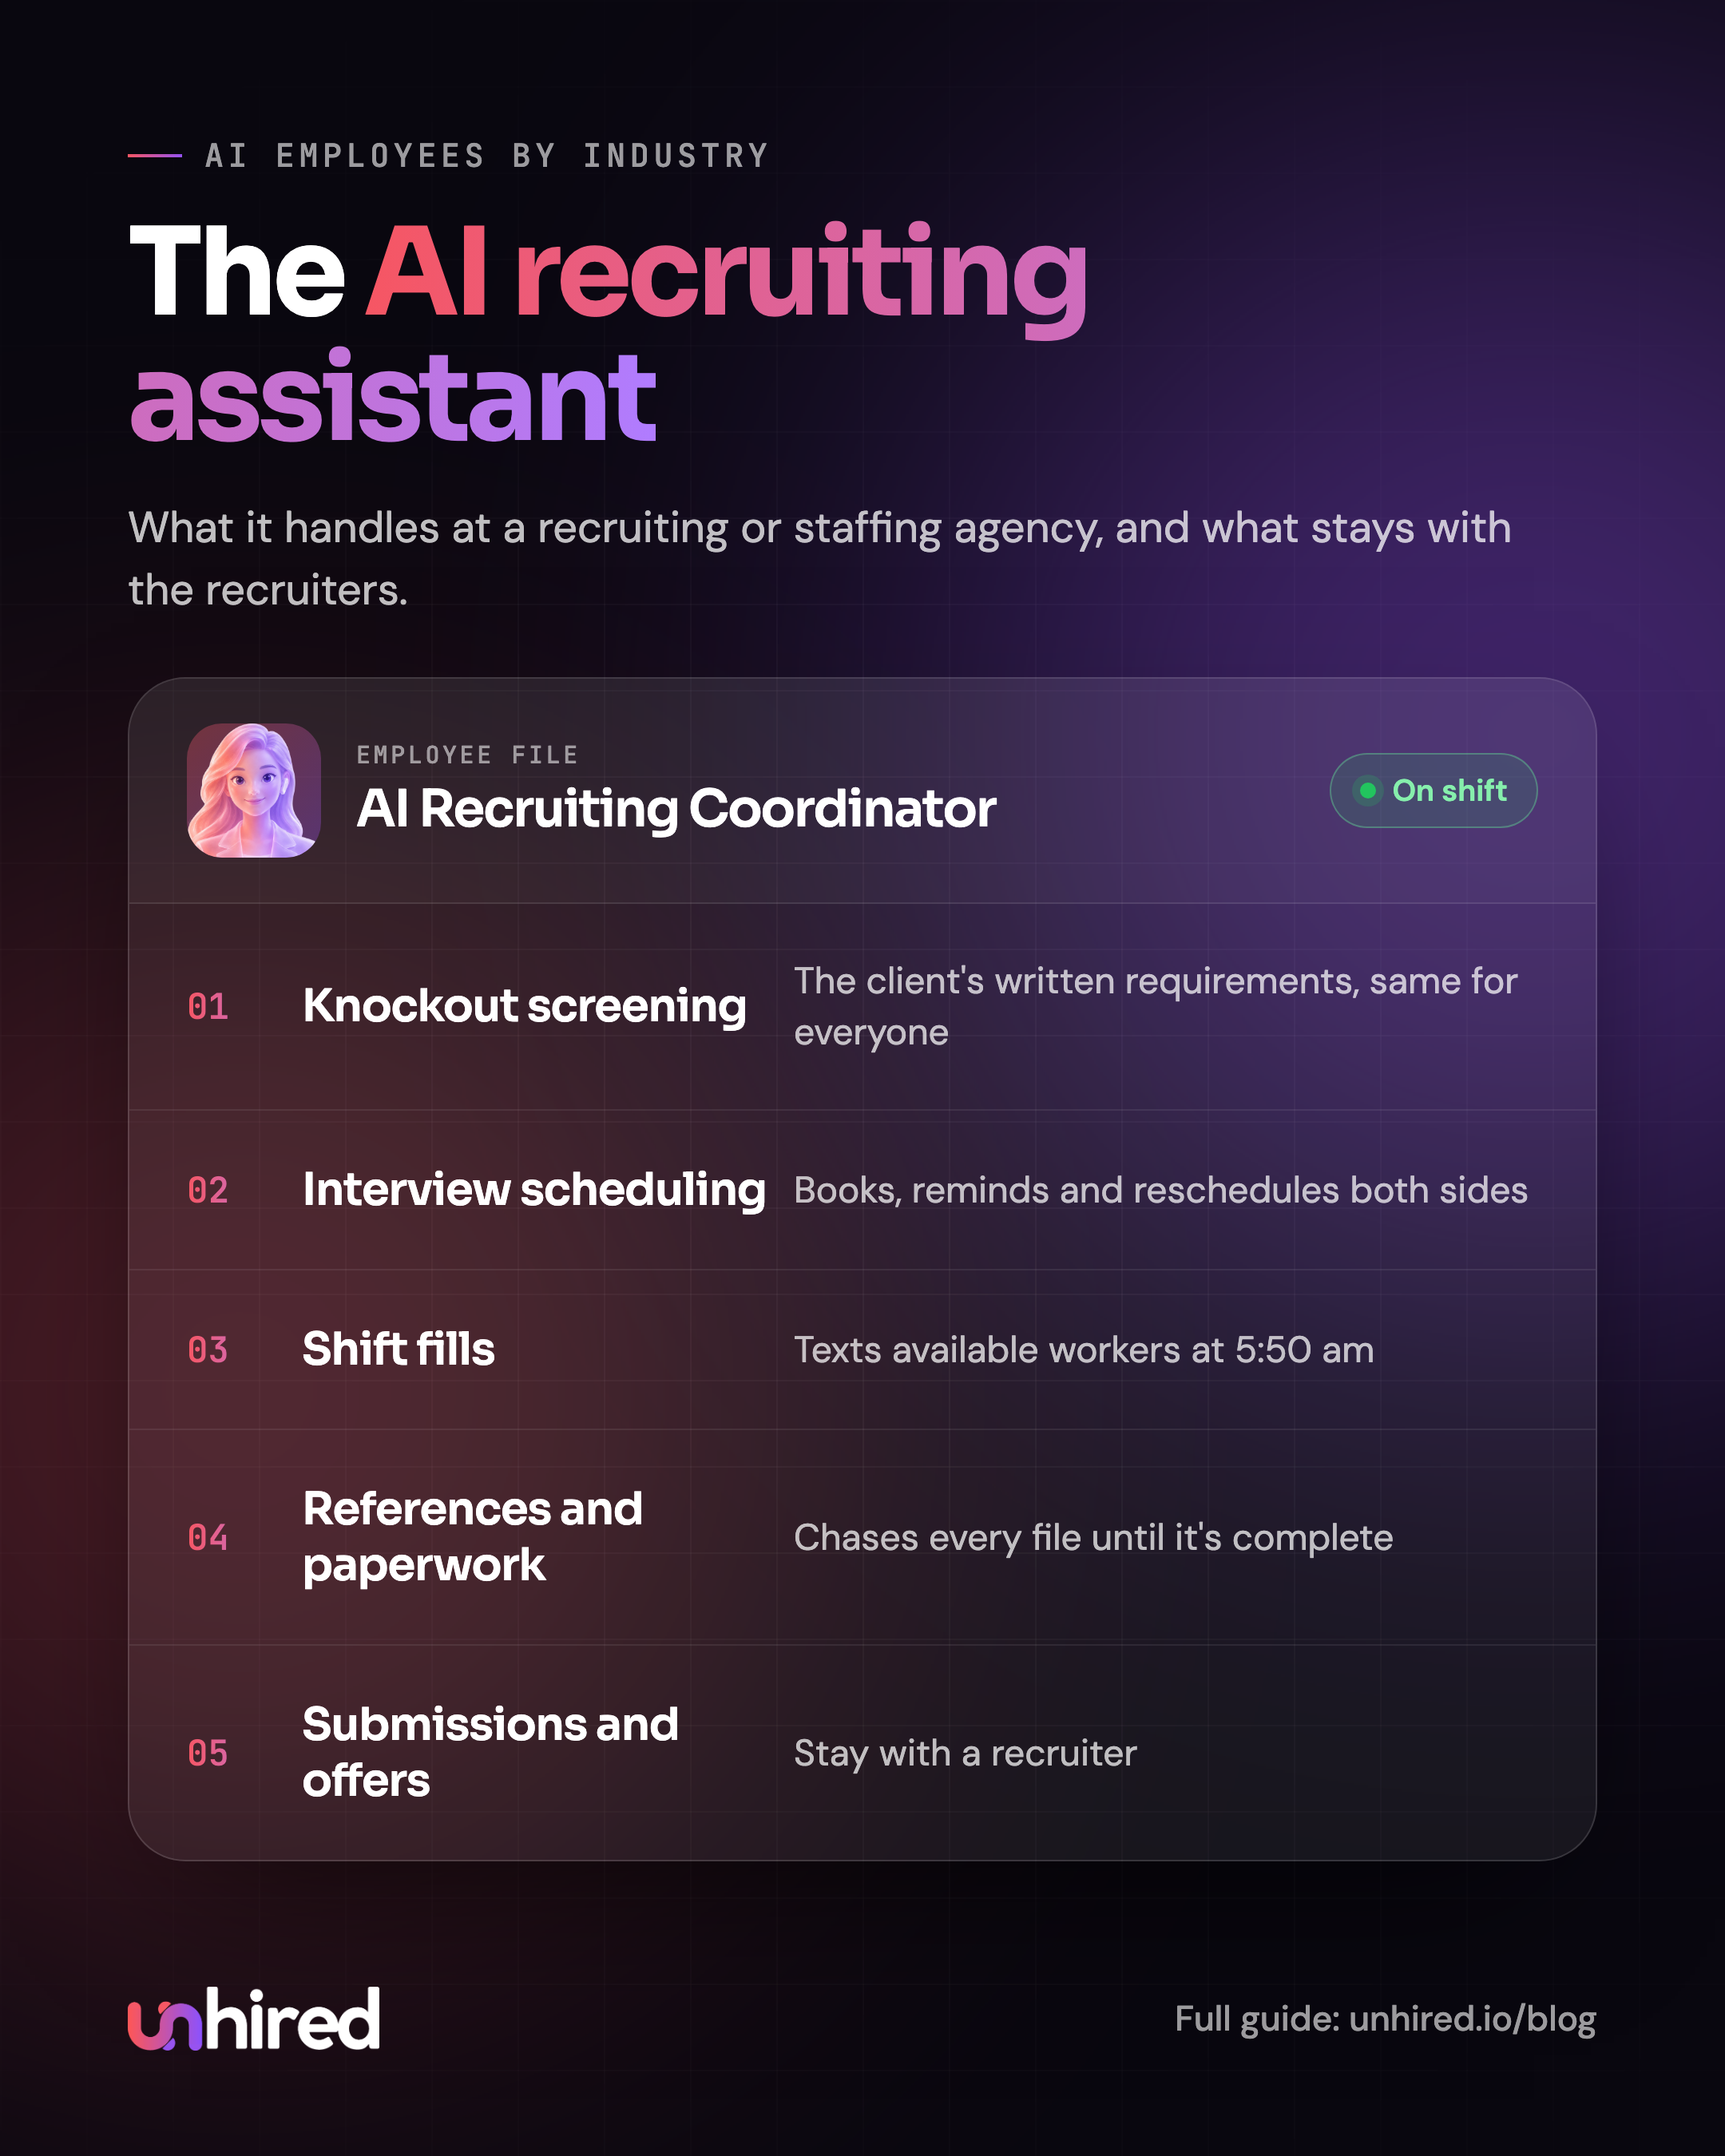 AI EMPLOYEES BY INDUSTRY
The AI recruiting
assistant
What it handles at a recruiting or staffing agency, and what stays with
the recruiters.
EMPLOYEE FILE
AI Recruiting Coordinator
On shift
01
Knockout screening
The client's written requirements, same for
everyone
02
Interview scheduling
Books, reminds and reschedules both sides
03
Shift fills
Texts available workers at 5:50 am
04
References and
paperwork
Chases every file until it's complete
05
Submissions and
offers
Stay with a recruiter
unhired
Full guide: unhired.io/blog